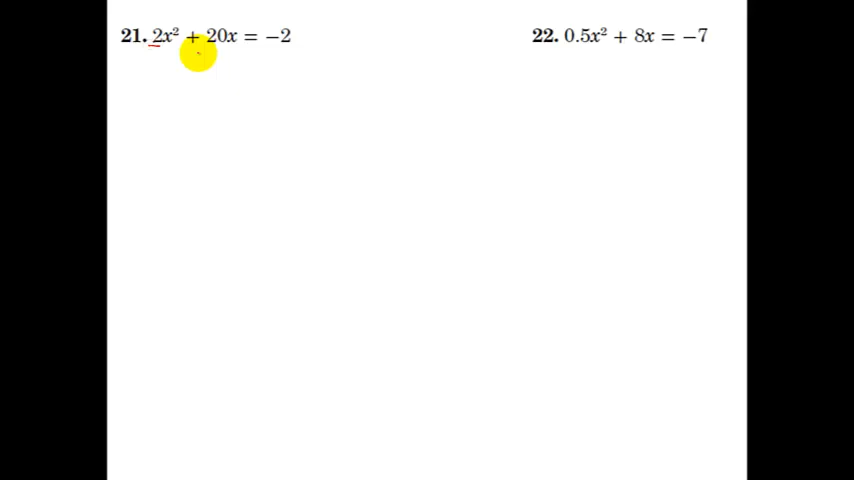 21. 2x² + 20x = −2
22. 0.5x² + 8x = −7